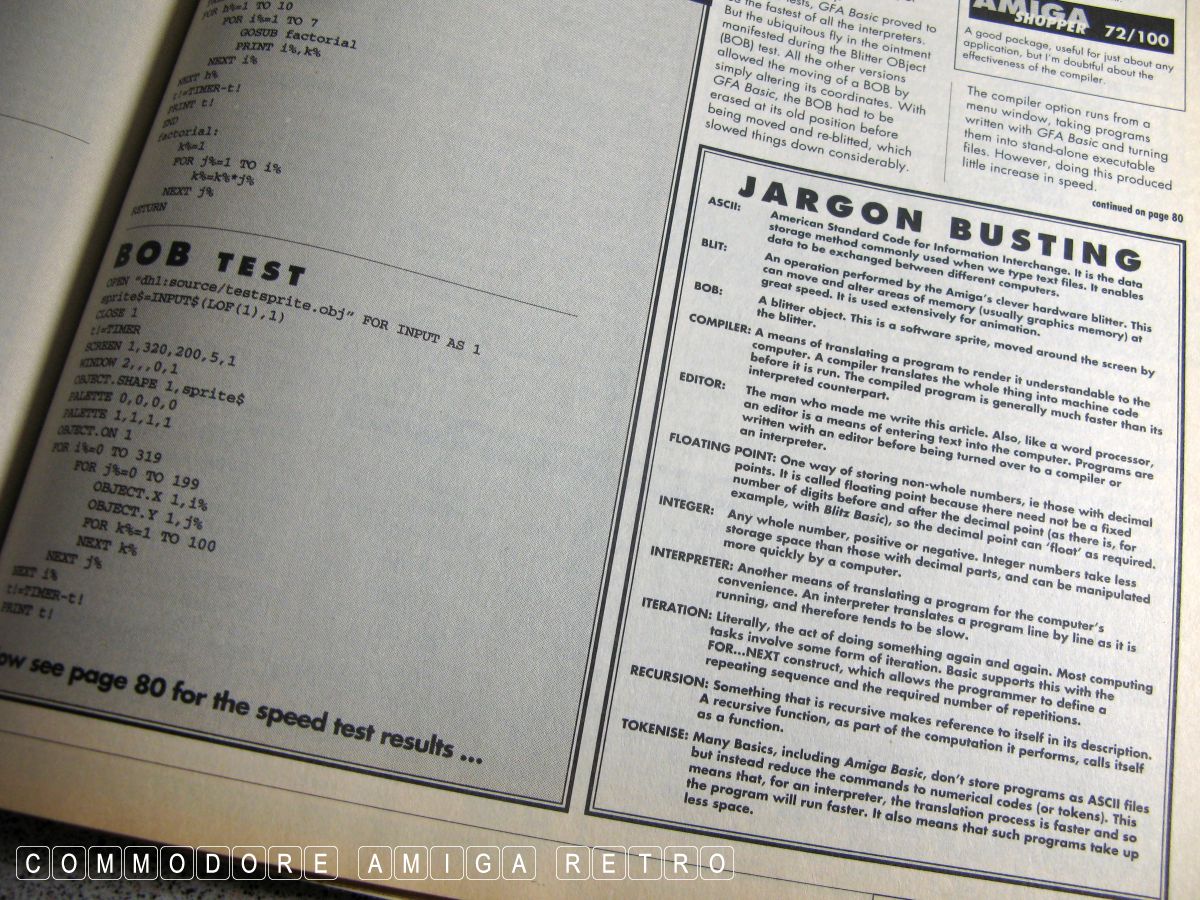 FOR h%=1 TO 10
FOR i%=1 TO 7
GOSUB factorial
PRINT i%,k%
NEXT i%
NEXT h%
t!=TIMER-t!
PRINT t!
END
factorial:
k%=1
FOR j%=1 TO i%
k%=k%*j%
NEXT j%
RETURN
BOB TEST
OPEN "dh1:source/testsprite.obj" FOR INPUT AS 1
sprite$=INPUT$(LOF(1),1)
CLOSE 1
t!=TIMER
SCREEN 1,320,200,5,1
WINDOW 2,,,0,1
OBJECT.SHAPE 1,sprite$
PALETTE 0,0,0,0
PALETTE 1,1,1,1
OBJECT.ON 1
FOR i%=0 TO 319
FOR j%=0 TO 199
OBJECT.X 1,i%
OBJECT.Y 1,j%
FOR k%=1 TO 100
NEXT k%
NEXT j%
NEXT i%
t!=TIMER-t!
PRINT t!
see page 80 for the speed test results ...
GFA Basic proved to
the fastest of all the interpreters.
But the ubiquitous fly in the ointment
manifested during the Blitter OBject
(BOB) test. All the other versions
allowed the moving of a BOB by
simply altering its coordinates. With
GFA Basic, the BOB had to be
erased at its old position before
being moved and re-blitted, which
slowed things down considerably.
AMIGA
SHOPPER 72/100
A good package, useful for just about any
application, but I'm doubtful about the
effectiveness of the compiler.
The compiler option runs from a
menu window, taking programs
written with GFA Basic and turning
them into stand-alone executable
files. However, doing this produced
little increase in speed.
continued on page 80
JARGON BUSTING
ASCII: American Standard Code for Information Interchange. It is the data
storage method commonly used when we type text files. It enables
data to be exchanged between different computers.
BLIT: An operation performed by the Amiga's clever hardware blitter. This
can move and alter areas of memory (usually graphics memory) at
great speed. It is used extensively for animation.
BOB: A blitter object. This is a software sprite, moved around the screen by
the blitter.
COMPILER: A means of translating a program to render it understandable to the
computer. A compiler translates the whole thing into machine code
before it is run. The compiled program is generally much faster than its
interpreted counterpart.
EDITOR: The man who made me write this article. Also, like a word processor,
an editor is a means of entering text into the computer. Programs are
written with an editor before being turned over to a compiler or
an interpreter.
FLOATING POINT: One way of storing non-whole numbers, ie those with decimal
points. It is called floating point because there need not be a fixed
number of digits before and after the decimal point (as there is, for
example, with Blitz Basic), so the decimal point can 'float' as required.
INTEGER: Any whole number, positive or negative. Integer numbers take less
storage space than those with decimal parts, and can be manipulated
more quickly by a computer.
INTERPRETER: Another means of translating a program for the computer's
convenience. An interpreter translates a program line by line as it is
running, and therefore tends to be slow.
ITERATION: Literally, the act of doing something again and again. Most computing
tasks involve some form of iteration. Basic supports this with the
FOR...NEXT construct, which allows the programmer to define a
repeating sequence and the required number of repetitions.
RECURSION: Something that is recursive makes reference to itself in its description.
A recursive function, as part of the computation it performs, calls itself
as a function.
TOKENISE: Many Basics, including Amiga Basic, don't store programs as ASCII files
but instead reduce the commands to numerical codes (or tokens). This
means that, for an interpreter, the translation process is faster and so
the program will run faster. It also means that such programs take up
less space.
COMMODORE AMIGA RETRO